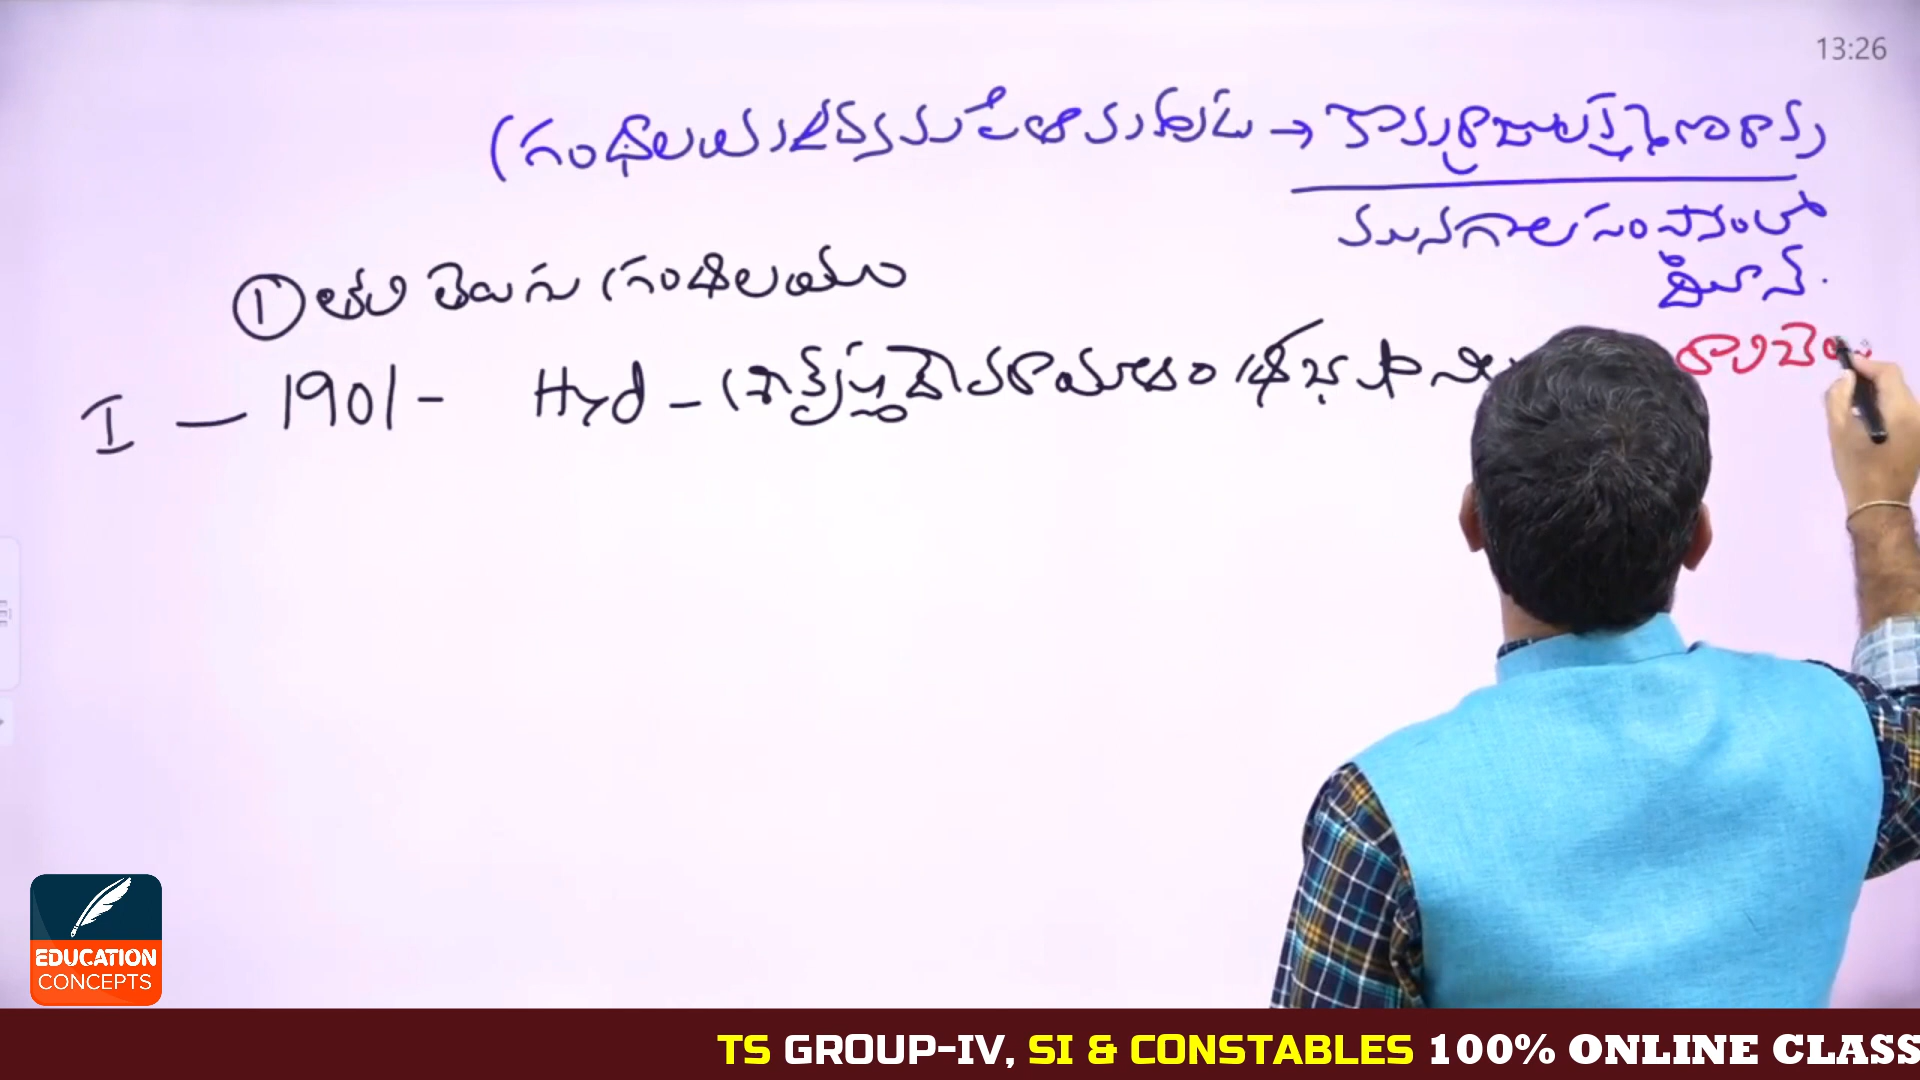 13:26
గ్రంథాలయోద్యమ పితామహుడు → కొమర్రాజు లక్ష్మణరావు
మునగాల సంస్థానంలో
దివాన్.
① తొలి తెలుగు గ్రంథాలయం
I — 1901 - Hyd - శ్రీకృష్ణదేవరాయ ఆంధ్రభాషా ని
EDUCATION
CONCEPTS
TS GROUP-IV, SI & CONSTABLES 100% ONLINE CLASS